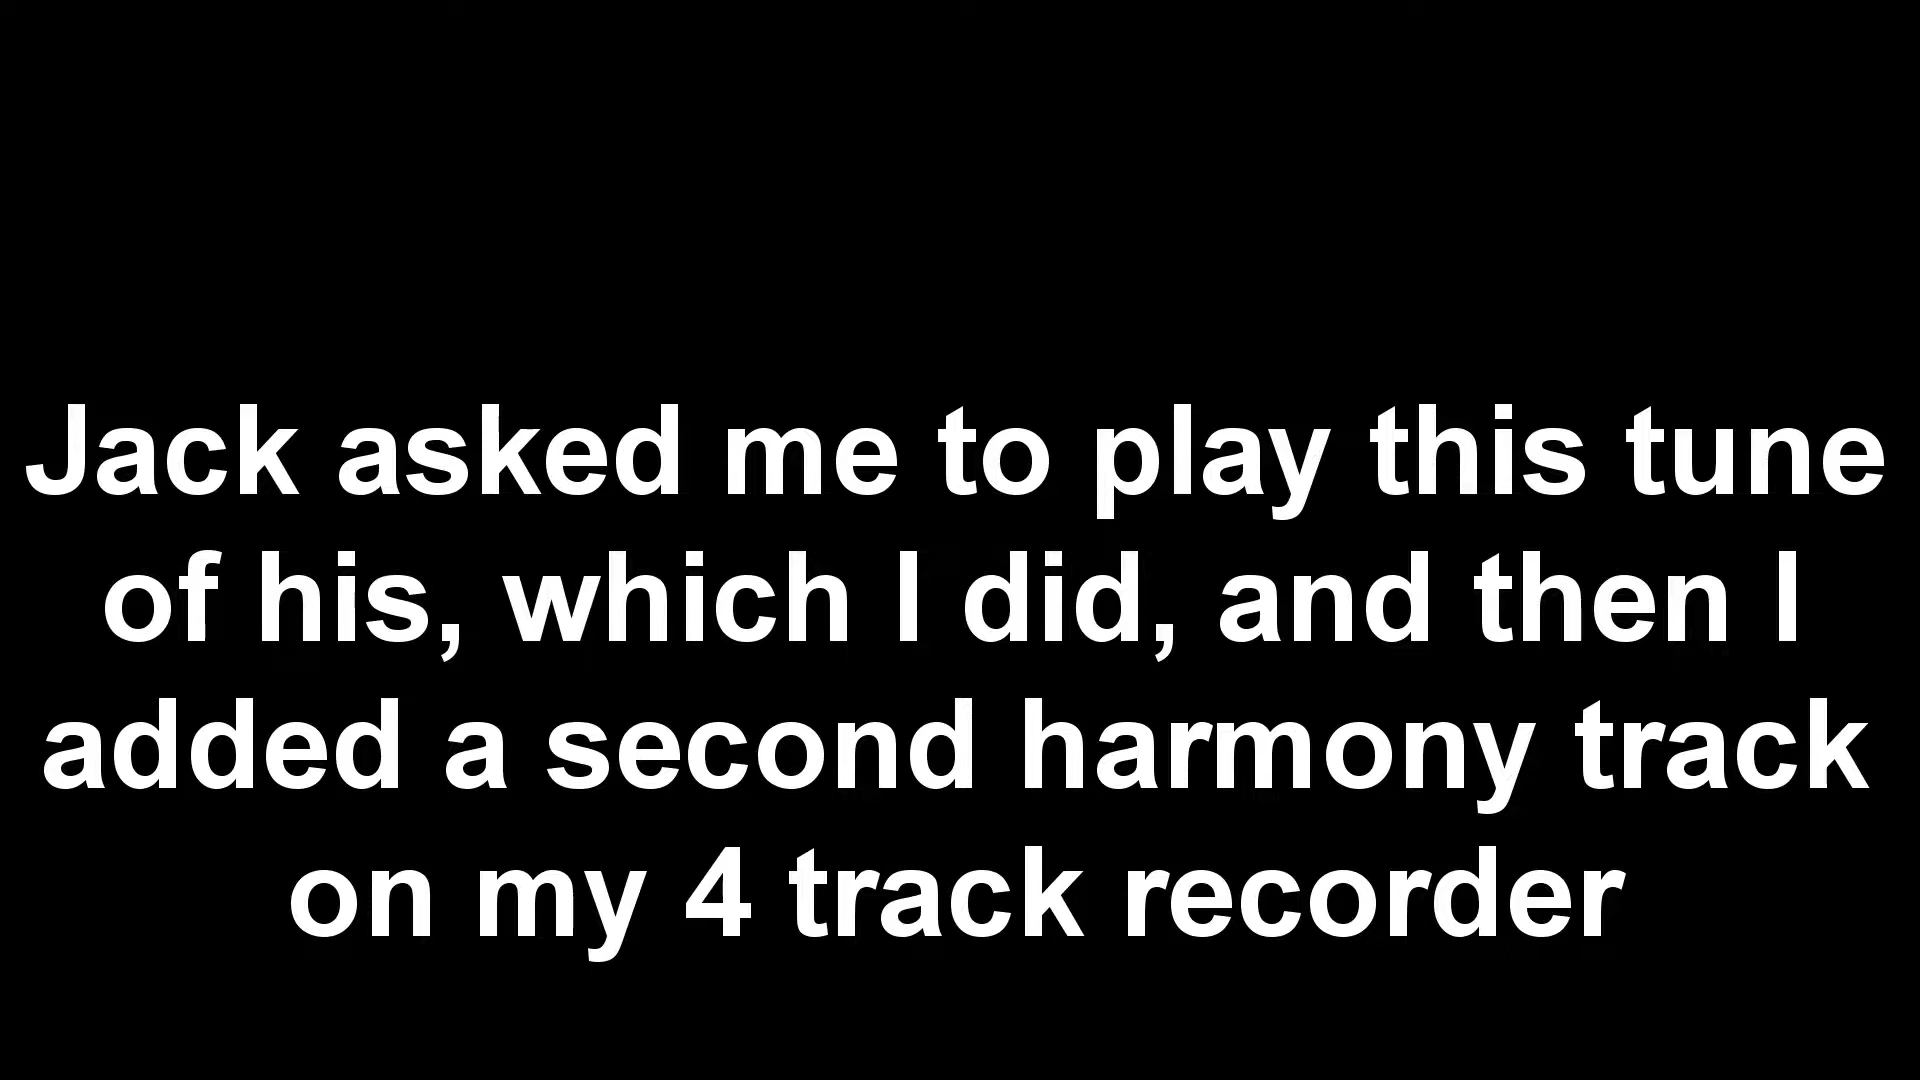 Jack asked me to play this tune
of his, which I did, and then I
added a second harmony track
on my 4 track recorder